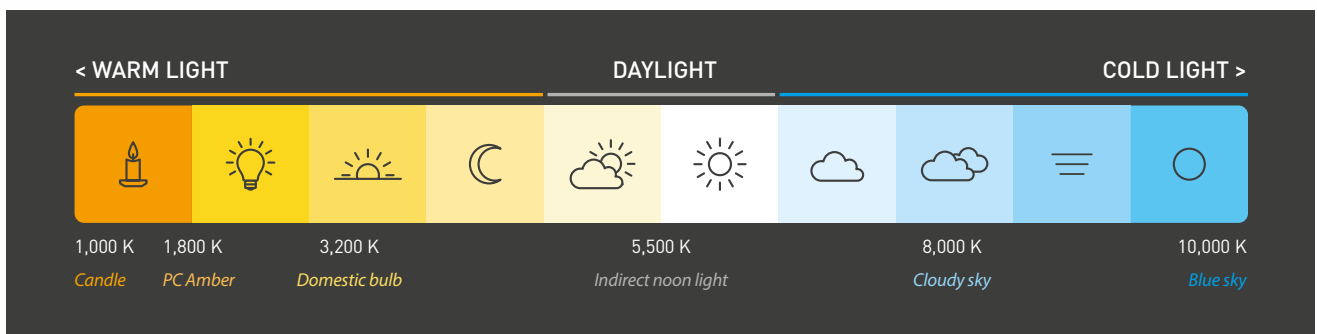 < WARM LIGHT
DAYLIGHT
COLD LIGHT >
1,000 K
1,800 K
3,200 K
5,500 K
8,000 K
10,000 K
Candle
PC Amber
Domestic bulb
Indirect noon light
Cloudy sky
Blue sky